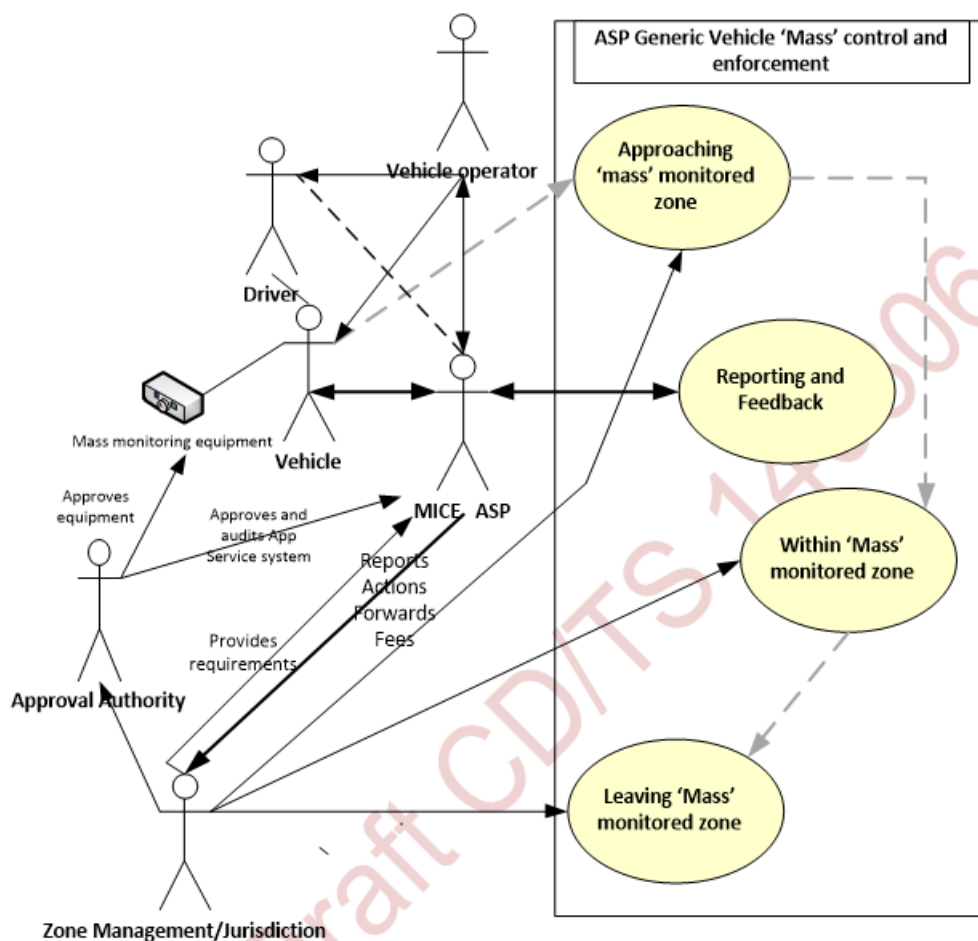 ASP Generic Vehicle ‘Mass’ control and
enforcement
Vehicle operator
Approaching
‘mass’ monitored
zone
Driver
Reporting and
Feedback
Mass monitoring equipment
Vehicle
Approves
equipment
Approves and
audits App
Service system
MICE ASP
Within ‘Mass’
monitored zone
Reports
Actions
Forwards
Fees
Provides
requirements
Approval Authority
Leaving ‘Mass’
monitored zone
Zone Management/Jurisdiction